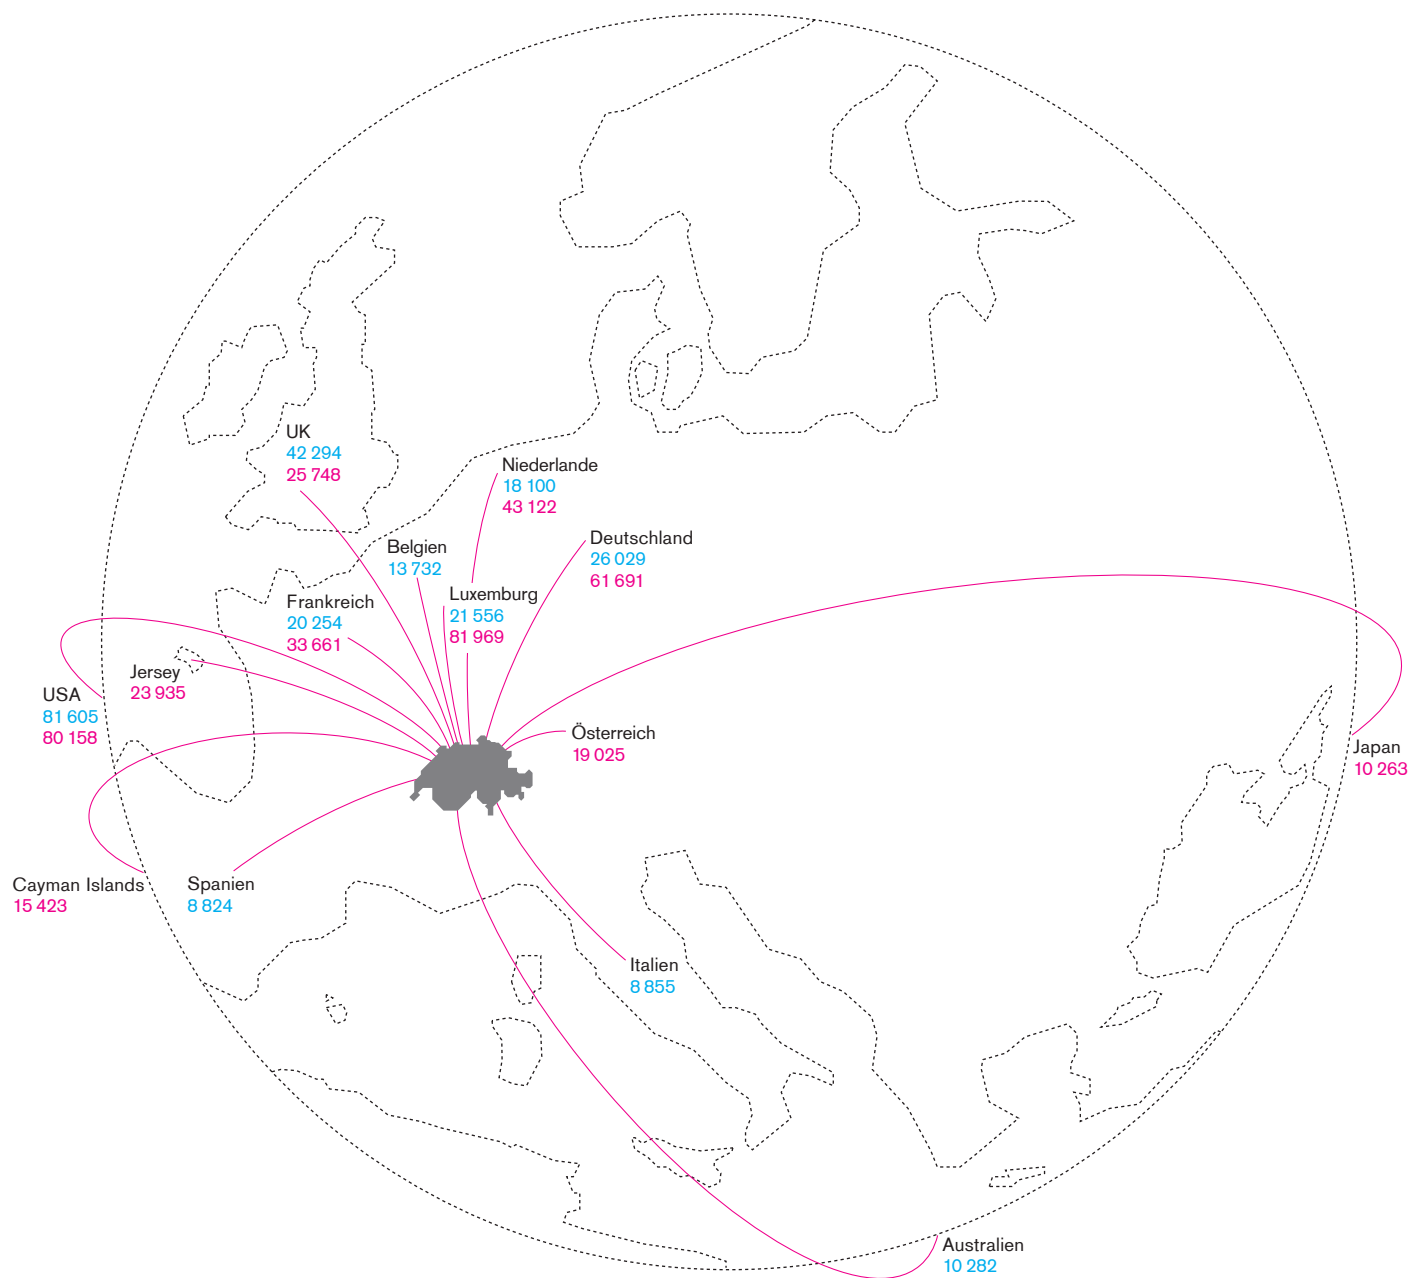 UK
42 294
25 748
Niederlande
18 100
43 122
Belgien
13 732
Deutschland
26 029
61 691
Luxemburg
21 556
81 969
Frankreich
20 254
33 661
Jersey
23 935
USA
81 605
80 158
Österreich
19 025
Japan
10 263
Cayman Islands
15 423
Spanien
8 824
Italien
8 855
Australien
10 282